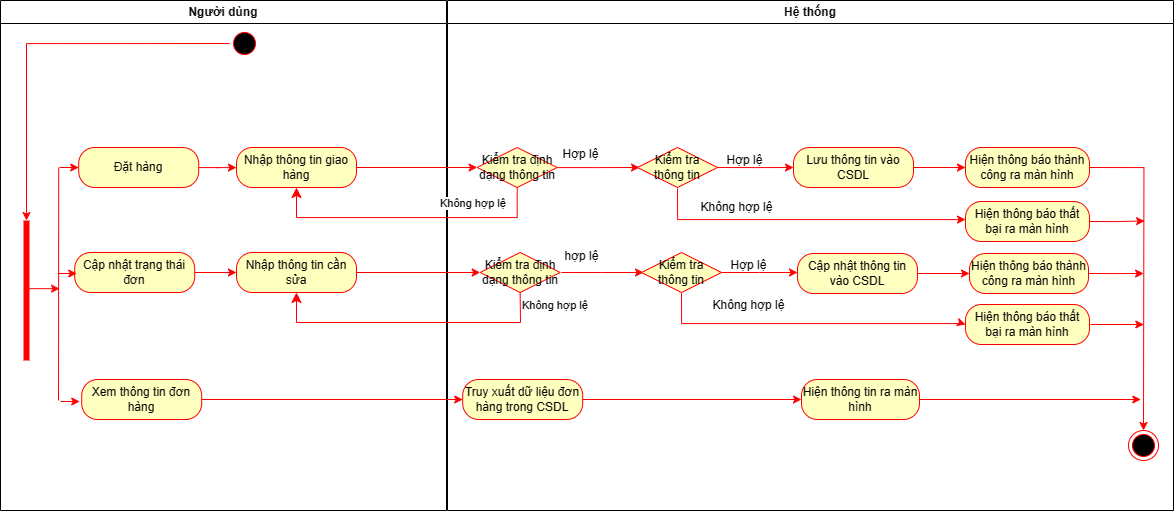 Người dùng
Hệ thống
Đặt hàng
Nhập thông tin giao
hàng
Kiểm tra định
dạng thông tin
Hợp lệ
Kiểm tra
thông tin
Hợp lệ
Lưu thông tin vào
CSDL
Hiện thông báo thành
công ra màn hình
Không hợp lệ
Không hợp lệ
Hiện thông báo thất
bại ra màn hình
Cập nhật trạng thái
đơn
Nhập thông tin cần
sửa
Kiểm tra định
dạng thông tin
hợp lệ
Kiểm tra
thông tin
Hợp lệ
Cập nhật thông tin
vào CSDL
Hiện thông báo thành
công ra màn hình
Không hợp lệ
Không hợp lệ
Hiện thông báo thất
bại ra màn hình
Xem thông tin đơn
hàng
Truy xuất dữ liệu đơn
hàng trong CSDL
Hiện thông tin ra màn
hình